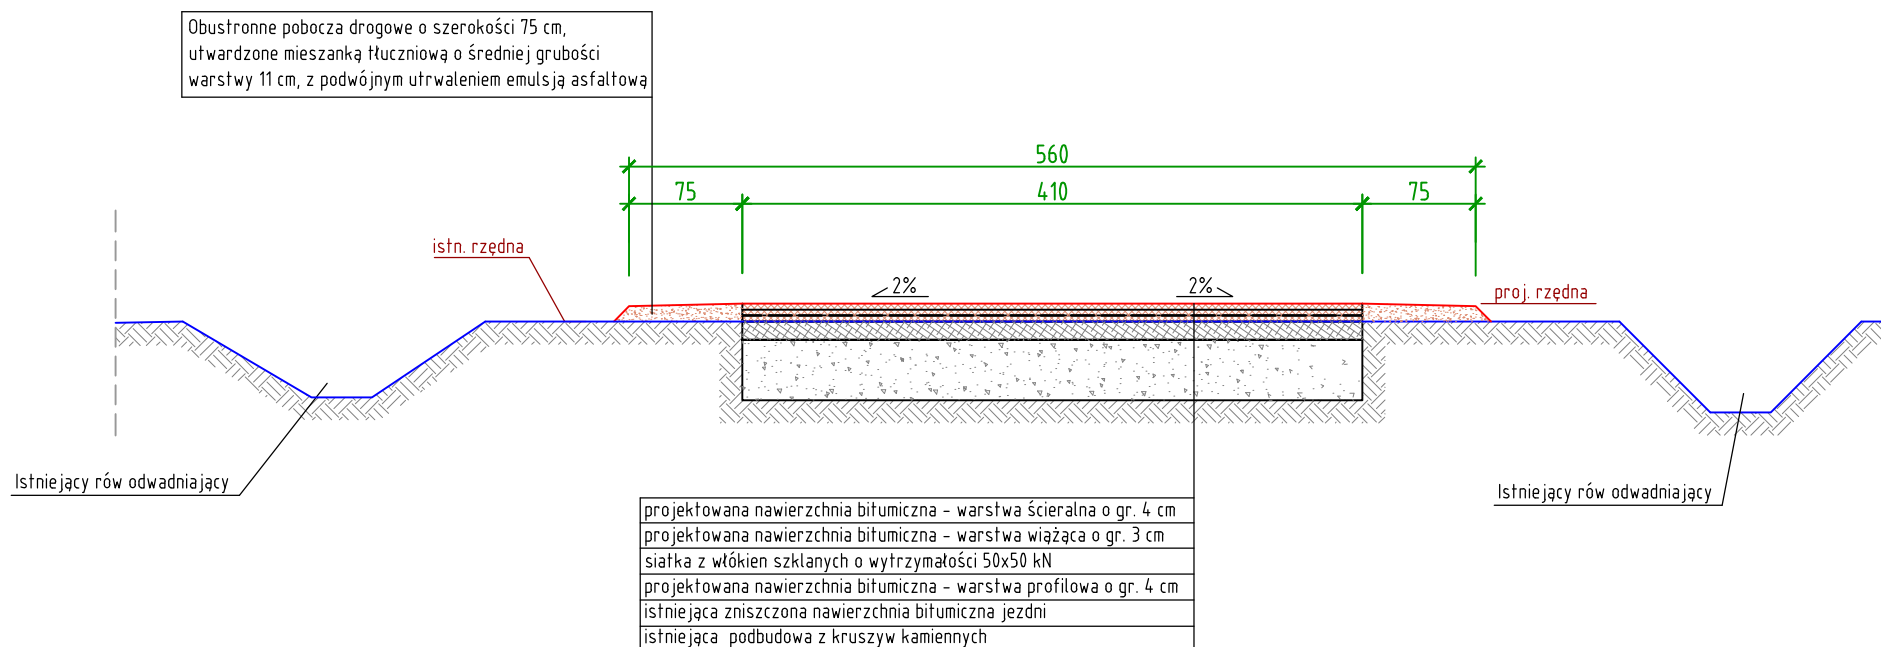 Obustronne pobocza drogowe o szerokości 75 cm,
utwardzone mieszanką tłuczniową o średniej grubości
warstwy 11 cm, z podwójnym utrwaleniem emulsją asfaltową
560
75
410
75
istn. rzędna
2%
2%
proj. rzędna
Istniejący rów odwadniający
Istniejący rów odwadniający
projektowana nawierzchnia bitumiczna - warstwa ścieralna o gr. 4 cm
projektowana nawierzchnia bitumiczna - warstwa wiążąca o gr. 3 cm
siatka z włókien szklanych o wytrzymałości 50x50 kN
projektowana nawierzchnia bitumiczna - warstwa profilowa o gr. 4 cm
istniejąca zniszczona nawierzchnia bitumiczna jezdni
istniejąca podbudowa z kruszyw kamiennych